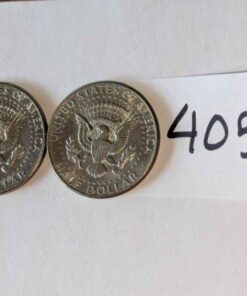 UNITED STATES OF AMERICA
HALF DOLLAR
405